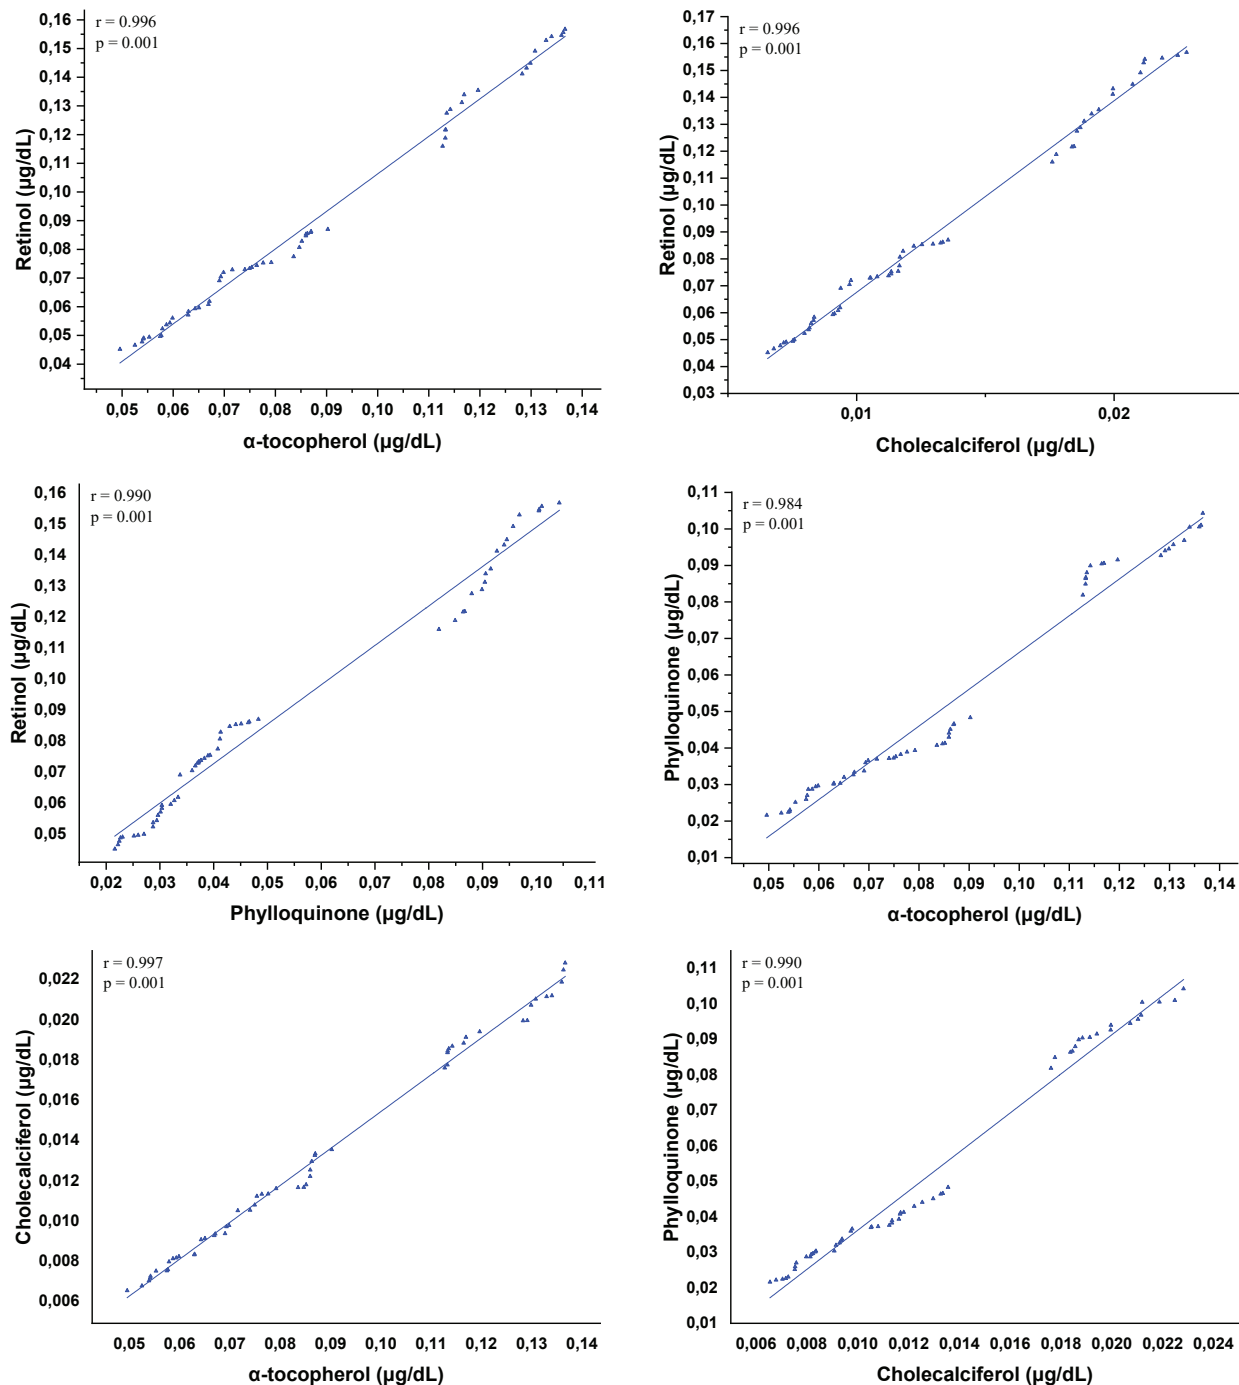 r = 0.996
p = 0.001
0,16
0,15
0,14
0,13
0,12
0,11
0,10
0,09
0,08
0,07
0,06
0,05
0,04
Retinol (µg/dL)
0,05 0,06 0,07 0,08 0,09 0,10 0,11 0,12 0,13 0,14
α-tocopherol (µg/dL)
r = 0.996
p = 0.001
0,17
0,16
0,15
0,14
0,13
0,12
0,11
0,10
0,09
0,08
0,07
0,06
0,05
0,04
0,03
Retinol (µg/dL)
0,01 0,02
Cholecalciferol (µg/dL)
r = 0.990
p = 0.001
0,16
0,15
0,14
0,13
0,12
0,11
0,10
0,09
0,08
0,07
0,06
0,05
Retinol (µg/dL)
0,02 0,03 0,04 0,05 0,06 0,07 0,08 0,09 0,10 0,11
Phylloquinone (µg/dL)
r = 0.984
p = 0.001
0,11
0,10
0,09
0,08
0,07
0,06
0,05
0,04
0,03
0,02
0,01
Phylloquinone (µg/dL)
0,05 0,06 0,07 0,08 0,09 0,10 0,11 0,12 0,13 0,14
α-tocopherol (µg/dL)
r = 0.997
p = 0.001
0,022
0,020
0,018
0,016
0,014
0,012
0,010
0,008
0,006
Cholecalciferol (µg/dL)
0,05 0,06 0,07 0,08 0,09 0,10 0,11 0,12 0,13 0,14
α-tocopherol (µg/dL)
r = 0.990
p = 0.001
0,11
0,10
0,09
0,08
0,07
0,06
0,05
0,04
0,03
0,02
0,01
Phylloquinone (µg/dL)
0,006 0,008 0,010 0,012 0,014 0,016 0,018 0,020 0,022 0,024
Cholecalciferol (µg/dL)